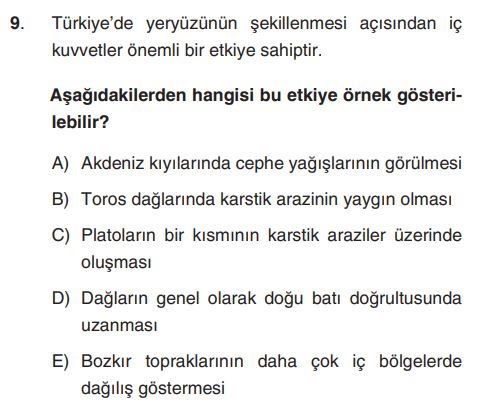 9. Türkiye’de yeryüzünün şekillenmesi açısından iç
kuvvetler önemli bir etkiye sahiptir.
Aşağıdakilerden hangisi bu etkiye örnek gösteri-
lebilir?
A) Akdeniz kıyılarında cephe yağışlarının görülmesi
B) Toros dağlarında karstik arazinin yaygın olması
C) Platoların bir kısmının karstik araziler üzerinde
oluşması
D) Dağların genel olarak doğu batı doğrultusunda
uzanması
E) Bozkır topraklarının daha çok iç bölgelerde
dağılış göstermesi